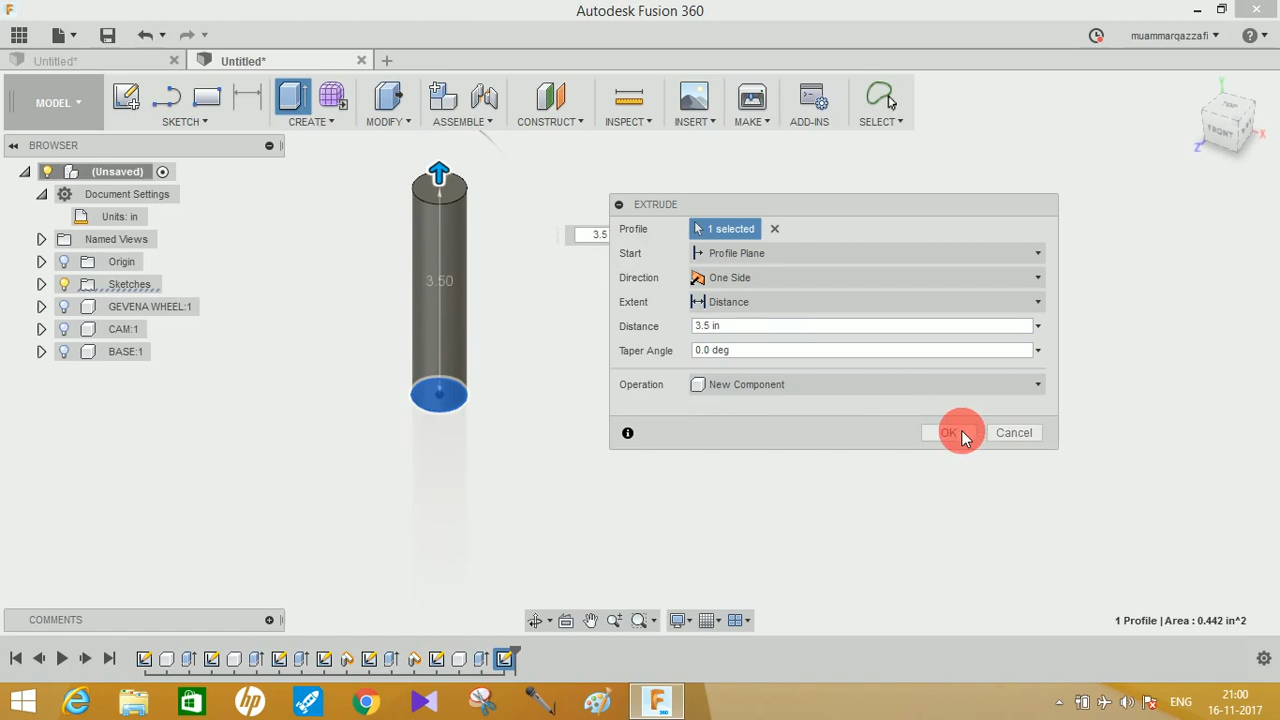 Autodesk Fusion 360
muammarqazzafi
Untitled*
Untitled*
MODEL
SKETCH
CREATE
MODIFY
ASSEMBLE
CONSTRUCT
INSPECT
INSERT
MAKE
ADD-INS
SELECT
TOP
FRONT
X
Y
Z
BROWSER
(Unsaved)
Document Settings
Units: in
Named Views
Origin
Sketches
GEVENA WHEEL:1
CAM:1
BASE:1
3.50
3.5
EXTRUDE
Profile 1 selected
Start Profile Plane
Direction One Side
Extent Distance
Distance 3.5 in
Taper Angle 0.0 deg
Operation New Component
OK Cancel
COMMENTS
1 Profile | Area : 0.442 in^2
ENG
21:00
16-11-2017